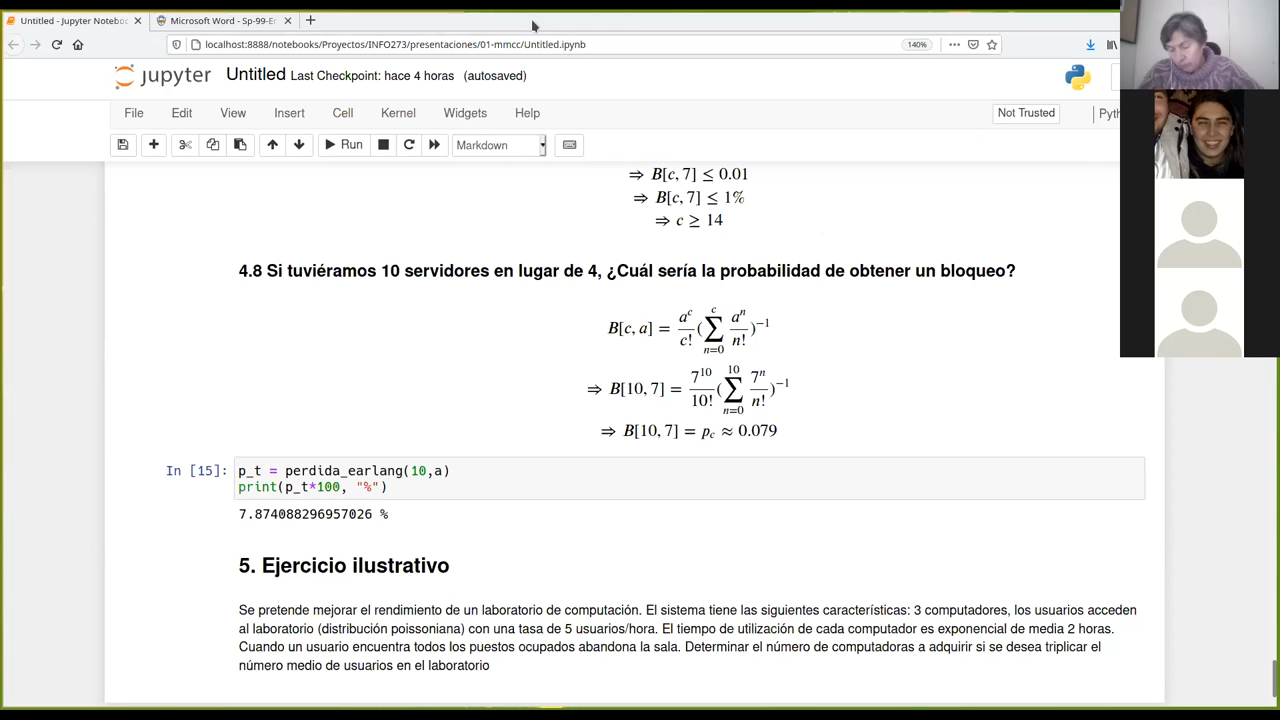 Untitled - Jupyter Noteboo
Microsoft Word - Sp-99-Er
localhost:8888/notebooks/Proyectos/INFO273/presentaciones/01-mmcc/Untitled.ipynb
140%
jupyter Untitled Last Checkpoint: hace 4 horas (autosaved)
File Edit View Insert Cell Kernel Widgets Help
Not Trusted
Pyth
Run
Markdown
⇒ B[c, 7] ≤ 0.01
⇒ B[c, 7] ≤ 1%
⇒ c ≥ 14
4.8 Si tuviéramos 10 servidores en lugar de 4, ¿Cuál sería la probabilidad de obtener un bloqueo?
B[c, a] = a^c/c! (∑_{n=0}^{c} a^n/n!)^{−1}
⇒ B[10, 7] = 7^{10}/10! (∑_{n=0}^{10} 7^n/n!)^{−1}
⇒ B[10, 7] = p_c ≈ 0.079
In [15]: p_t = perdida_earlang(10,a)
print(p_t*100, "%")
7.874088296957026 %
5. Ejercicio ilustrativo
Se pretende mejorar el rendimiento de un laboratorio de computación. El sistema tiene las siguientes características: 3 computadores, los usuarios acceden
al laboratorio (distribución poissoniana) con una tasa de 5 usuarios/hora. El tiempo de utilización de cada computador es exponencial de media 2 horas.
Cuando un usuario encuentra todos los puestos ocupados abandona la sala. Determinar el número de computadoras a adquirir si se desea triplicar el
número medio de usuarios en el laboratorio